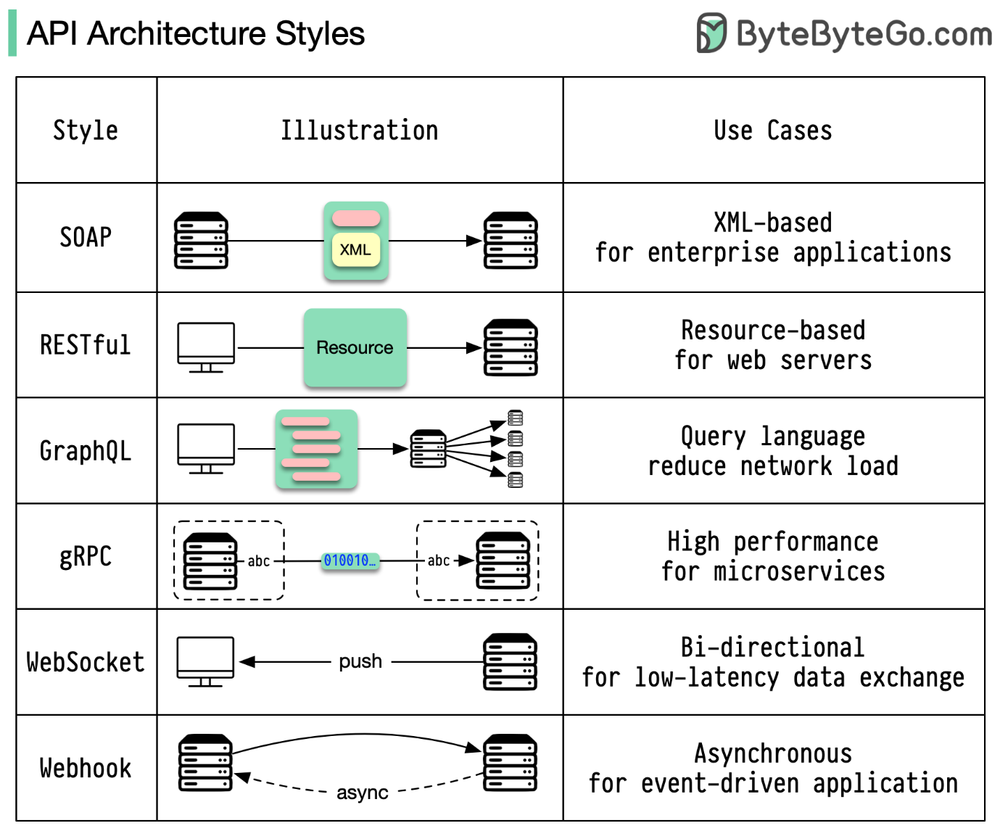 API Architecture Styles
ByteByteGo.com
Style
Illustration
Use Cases
SOAP
XML
XML-based
for enterprise applications
RESTful
Resource
Resource-based
for web servers
GraphQL
Query language
reduce network load
gRPC
abc
010010…
abc
High performance
for microservices
WebSocket
push
Bi-directional
for low-latency data exchange
Webhook
async
Asynchronous
for event-driven application